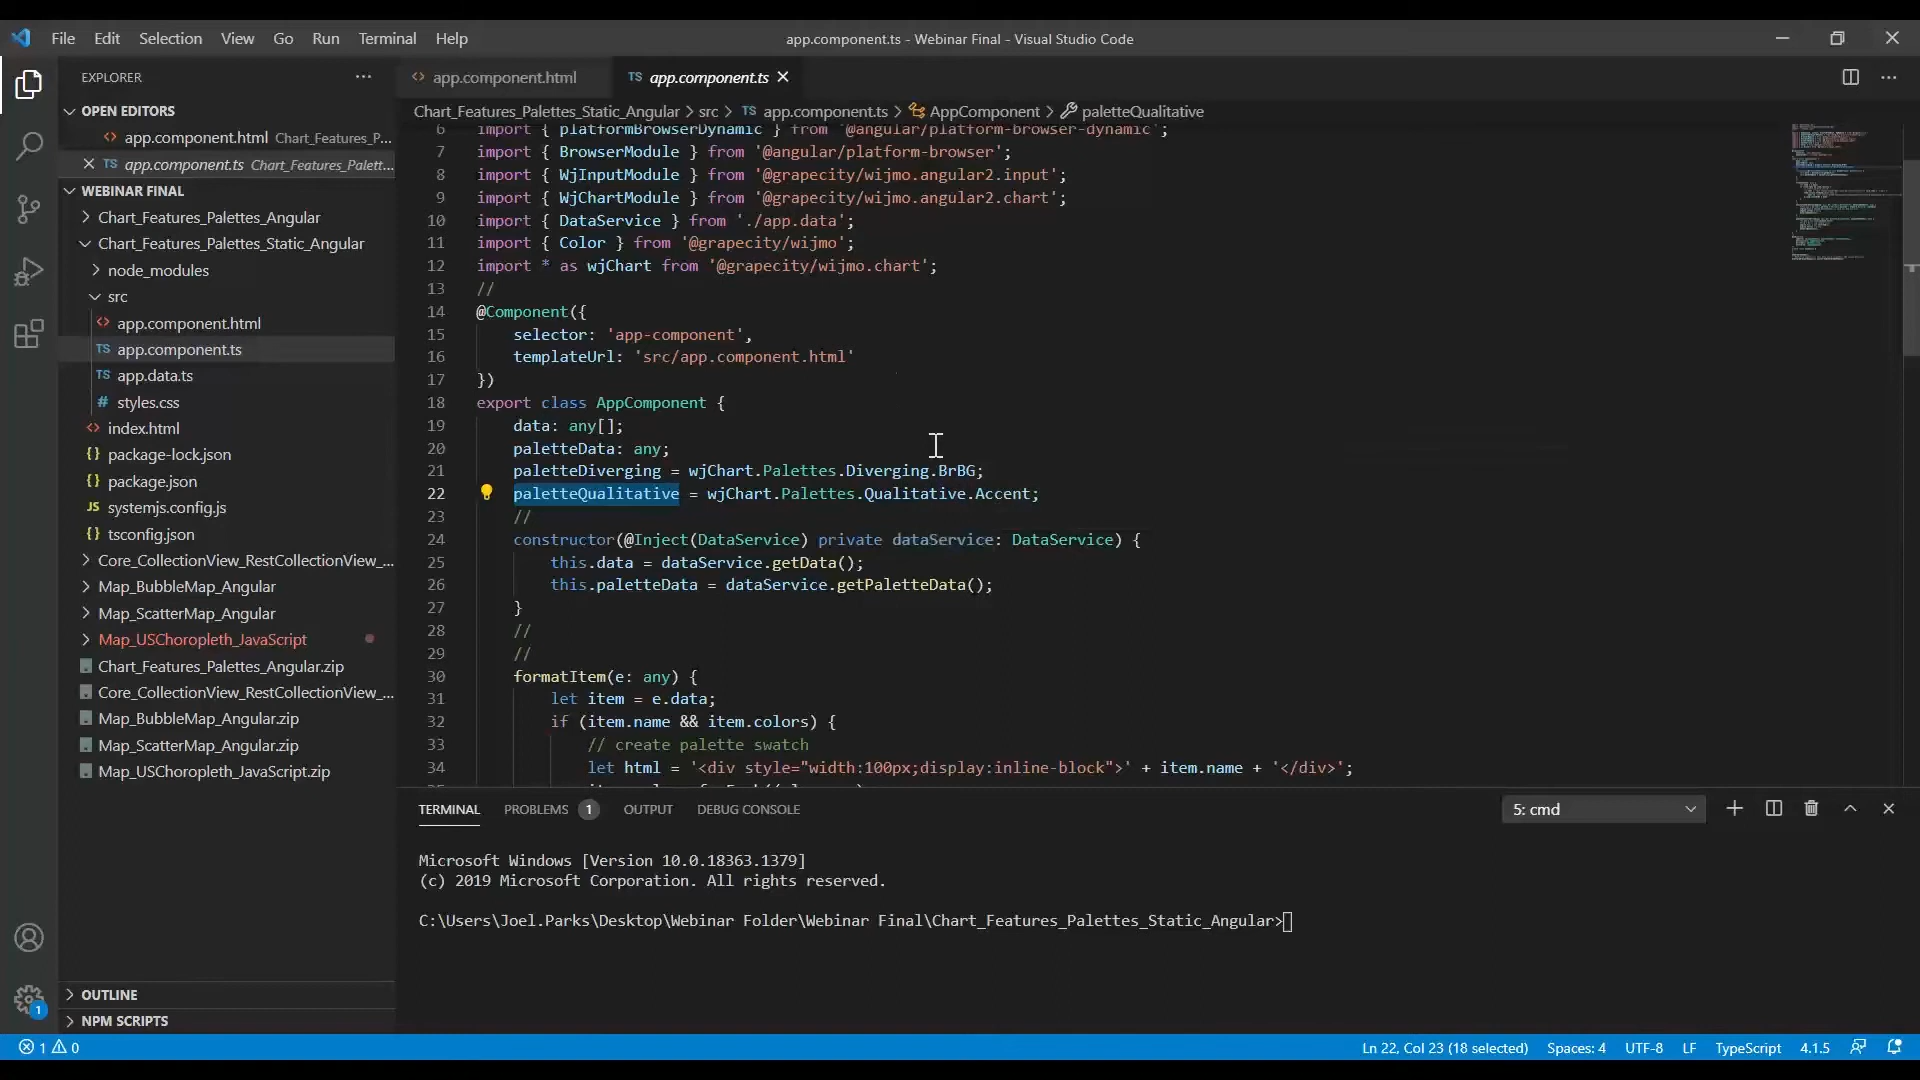 File Edit Selection View Go Run Terminal Help
app.component.ts - Webinar Final - Visual Studio Code
EXPLORER
OPEN EDITORS
app.component.html Chart_Features_P...
app.component.ts Chart_Features_Palett...
WEBINAR FINAL
Chart_Features_Palettes_Angular
Chart_Features_Palettes_Static_Angular
node_modules
src
app.component.html
TS app.component.ts
TS app.data.ts
# styles.css
index.html
{} package-lock.json
{} package.json
JS systemjs.config.js
{} tsconfig.json
Core_CollectionView_RestCollectionView_...
Map_BubbleMap_Angular
Map_ScatterMap_Angular
Map_USChoropleth_JavaScript
Chart_Features_Palettes_Angular.zip
Core_CollectionView_RestCollectionView_...
Map_BubbleMap_Angular.zip
Map_ScatterMap_Angular.zip
Map_USChoropleth_JavaScript.zip
OUTLINE
NPM SCRIPTS
app.component.html TS app.component.ts
Chart_Features_Palettes_Static_Angular > src > TS app.component.ts > AppComponent > paletteQualitative
6 import { platformBrowserDynamic } from '@angular/platform-browser-dynamic';
7 import { BrowserModule } from '@angular/platform-browser';
8 import { WjInputModule } from '@grapecity/wijmo.angular2.input';
9 import { WjChartModule } from '@grapecity/wijmo.angular2.chart';
10 import { DataService } from './app.data';
11 import { Color } from '@grapecity/wijmo';
12 import * as wjChart from '@grapecity/wijmo.chart';
13 //
14 @Component({
15 selector: 'app-component',
16 templateUrl: 'src/app.component.html'
17 })
18 export class AppComponent {
19 data: any[];
20 paletteData: any;
21 paletteDiverging = wjChart.Palettes.Diverging.BrBG;
22 paletteQualitative = wjChart.Palettes.Qualitative.Accent;
23 //
24 constructor(@Inject(DataService) private dataService: DataService) {
25 this.data = dataService.getData();
26 this.paletteData = dataService.getPaletteData();
27 }
28 //
29 //
30 formatItem(e: any) {
31 let item = e.data;
32 if (item.name && item.colors) {
33 // create palette swatch
34 let html = '<div style="width:100px;display:inline-block">' + item.name + '</div>';
TERMINAL PROBLEMS 1 OUTPUT DEBUG CONSOLE 5: cmd
Microsoft Windows [Version 10.0.18363.1379]
(c) 2019 Microsoft Corporation. All rights reserved.
C:\Users\Joel.Parks\Desktop\Webinar Folder\Webinar Final\Chart_Features_Palettes_Static_Angular>
1 0 Ln 22, Col 23 (18 selected) Spaces: 4 UTF-8 LF TypeScript 4.1.5